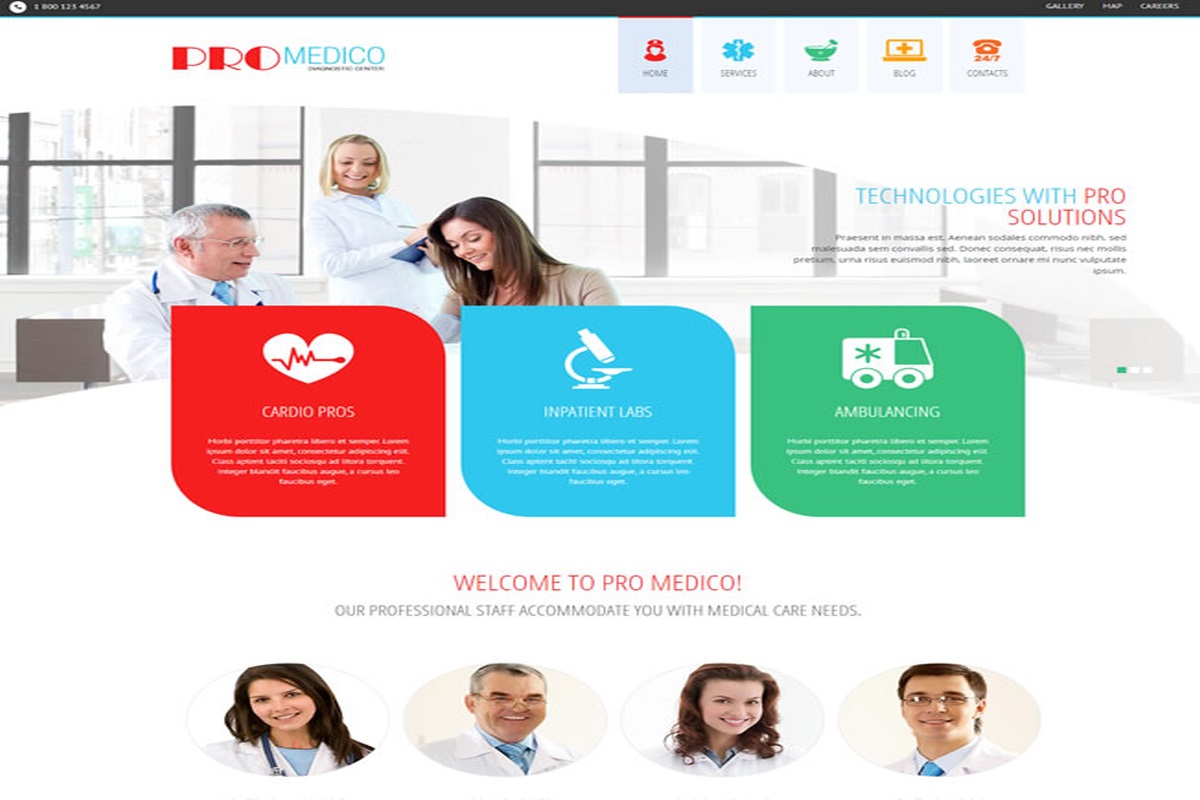 1 800 123 4567
GALLERY MAP CAREERS
PRO MEDICO
DIAGNOSTIC CENTER
24/7
HOME SERVICES ABOUT BLOG CONTACTS
TECHNOLOGIES WITH PRO
SOLUTIONS
Praesent in massa est. Aenean sodales commodo nibh, sed
malesuada sem convallis sed. Donec consequat, risus nec mollis
pretium, urna risus euismod nibh, laoreet ornare mi nunc vulputate
ipsum.
CARDIO PROS
Morbi porttitor pharetra libero et semper. Lorem
ipsum dolor sit amet, consectetur adipiscing elit.
Class aptent taciti sociosqu ad litora torquent.
Integer blandit faucibus augue, a cursus leo
faucibus eget.
INPATIENT LABS
Morbi porttitor pharetra libero et semper. Lorem
ipsum dolor sit amet, consectetur adipiscing elit.
Class aptent taciti sociosqu ad litora torquent.
Integer blandit faucibus augue, a cursus leo
faucibus eget.
AMBULANCING
Morbi porttitor pharetra libero et semper. Lorem
ipsum dolor sit amet, consectetur adipiscing elit.
Class aptent taciti sociosqu ad litora torquent.
Integer blandit faucibus augue, a cursus leo
faucibus eget.
WELCOME TO PRO MEDICO!
OUR PROFESSIONAL STAFF ACCOMMODATE YOU WITH MEDICAL CARE NEEDS.